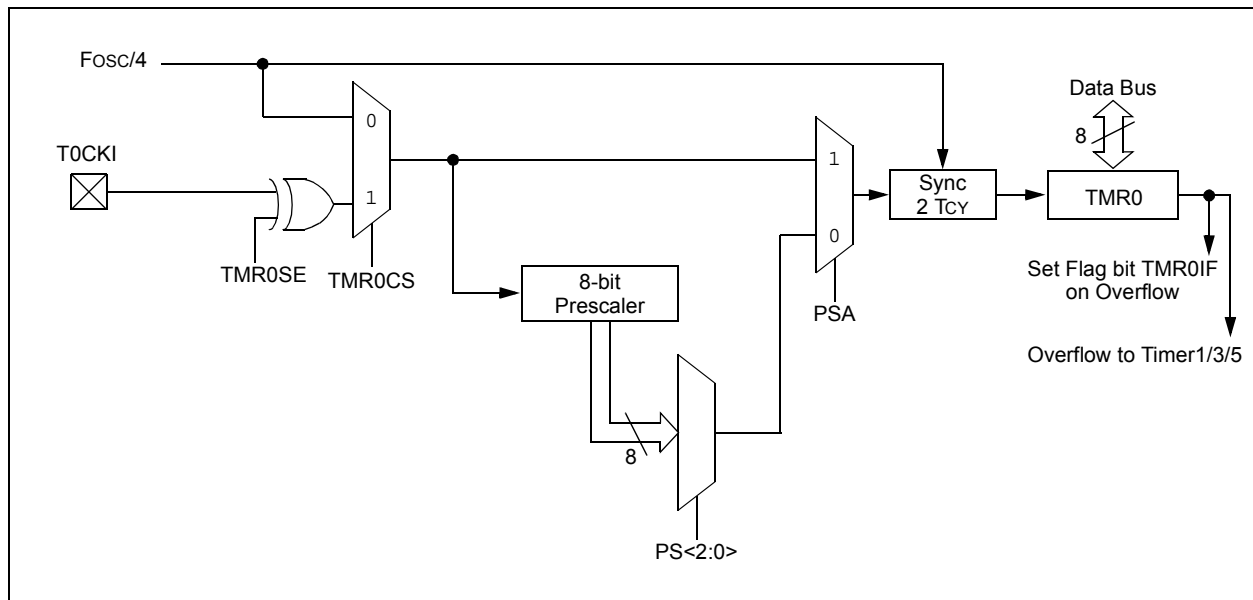 FOSC/4
Data Bus
8
T0CKI
0
1
1
0
Sync
2 TCY
TMR0
TMR0SE
TMR0CS
8-bit
Prescaler
PSA
Set Flag bit TMR0IF
on Overflow
Overflow to Timer1/3/5
8
PS<2:0>